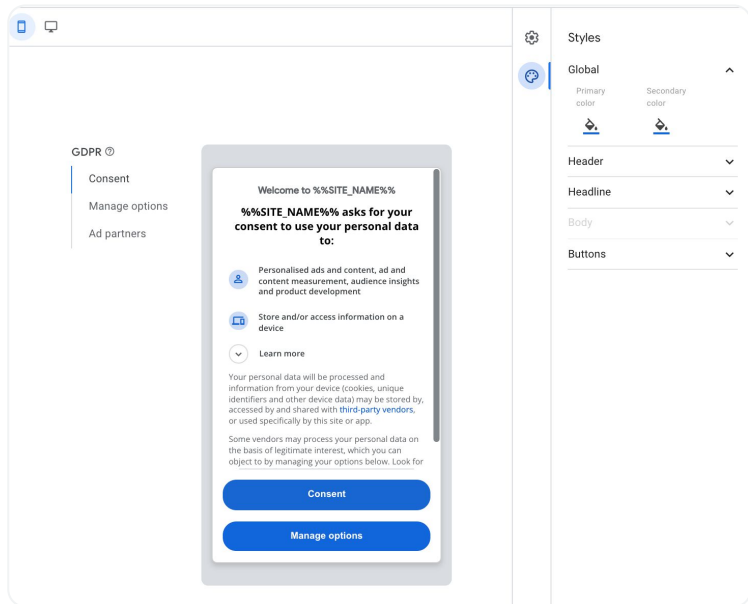 GDPR
Consent
Manage options
Ad partners
Welcome to %%SITE_NAME%%
%%SITE_NAME%% asks for your
consent to use your personal data
to:
Personalised ads and content, ad and
content measurement, audience insights
and product development
Store and/or access information on a
device
Learn more
Your personal data will be processed and
information from your device (cookies, unique
identifiers and other device data) may be stored by,
accessed by and shared with third-party vendors,
or used specifically by this site or app.
Some vendors may process your personal data on
the basis of legitimate interest, which you can
object to by managing your options below. Look for
Consent
Manage options
Styles
Global
Primary
color
Secondary
color
Header
Headline
Body
Buttons